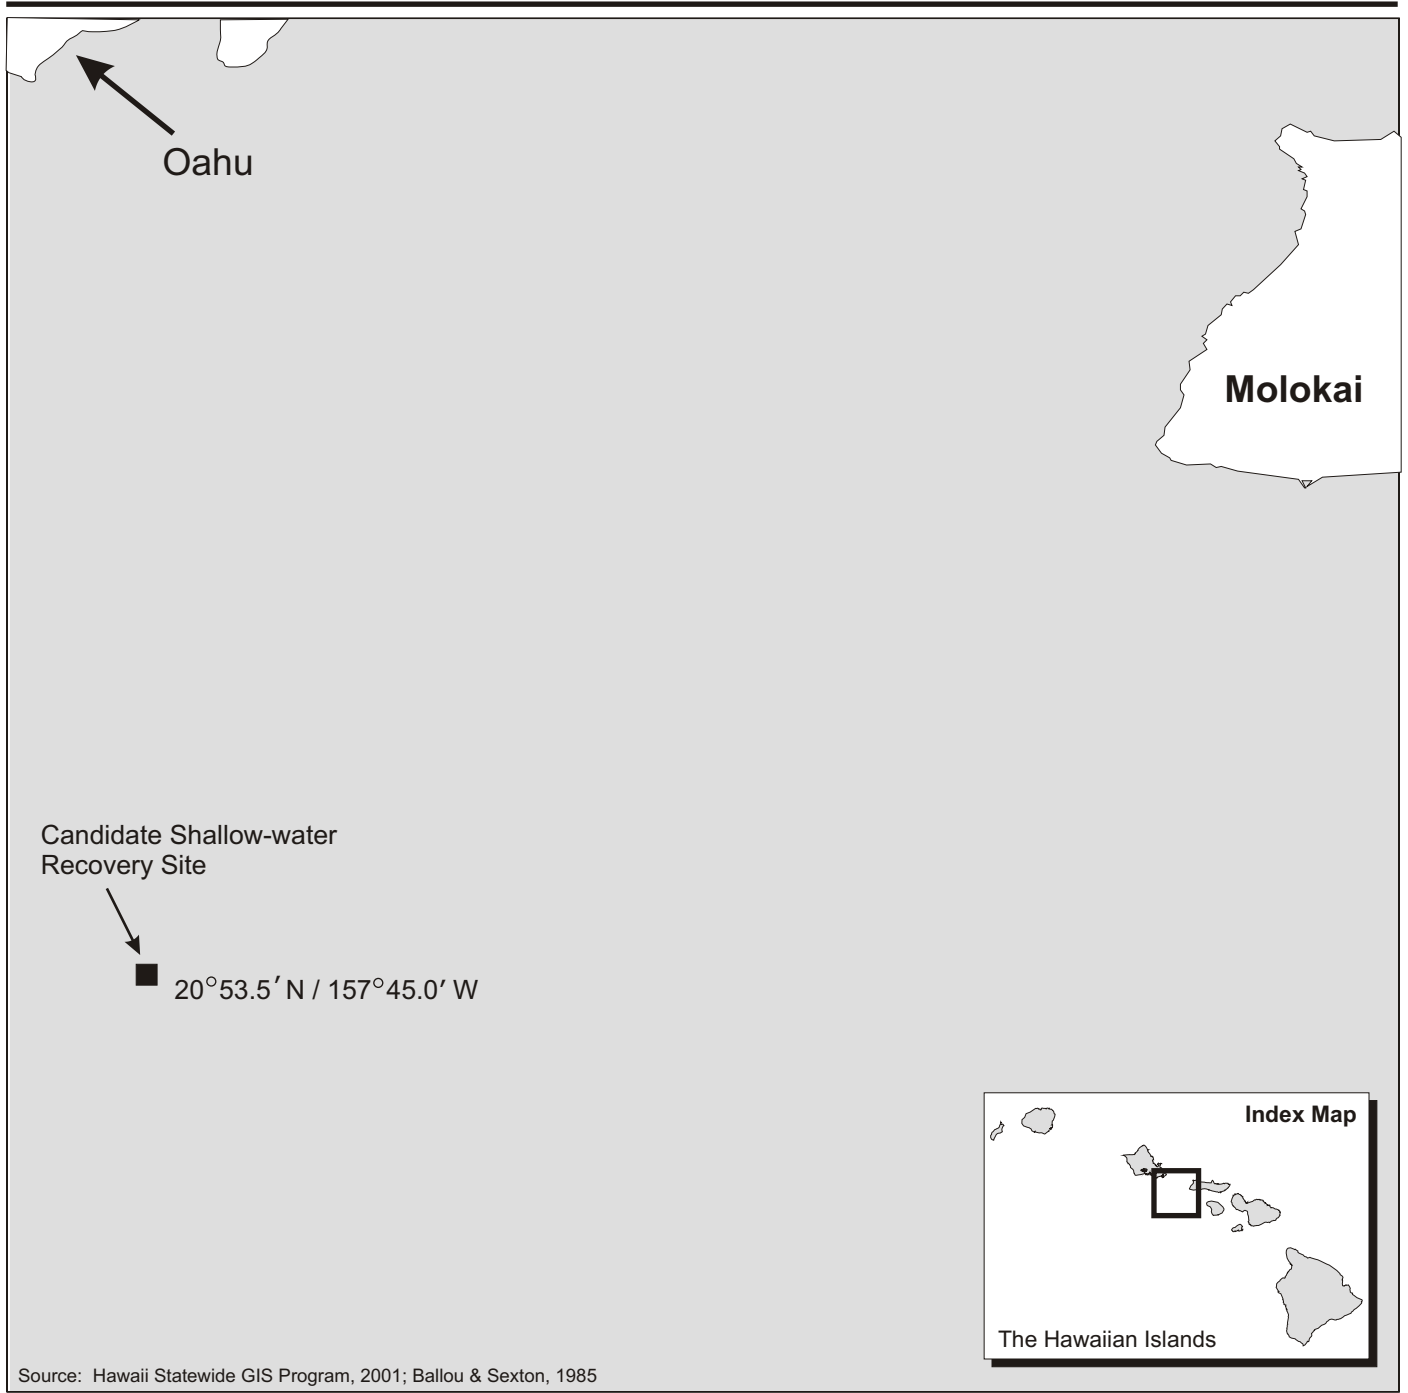 Oahu
Molokai
Candidate Shallow-water
Recovery Site
20°53.5′ N / 157°45.0′ W
Index Map
The Hawaiian Islands
Source: Hawaii Statewide GIS Program, 2001; Ballou & Sexton, 1985